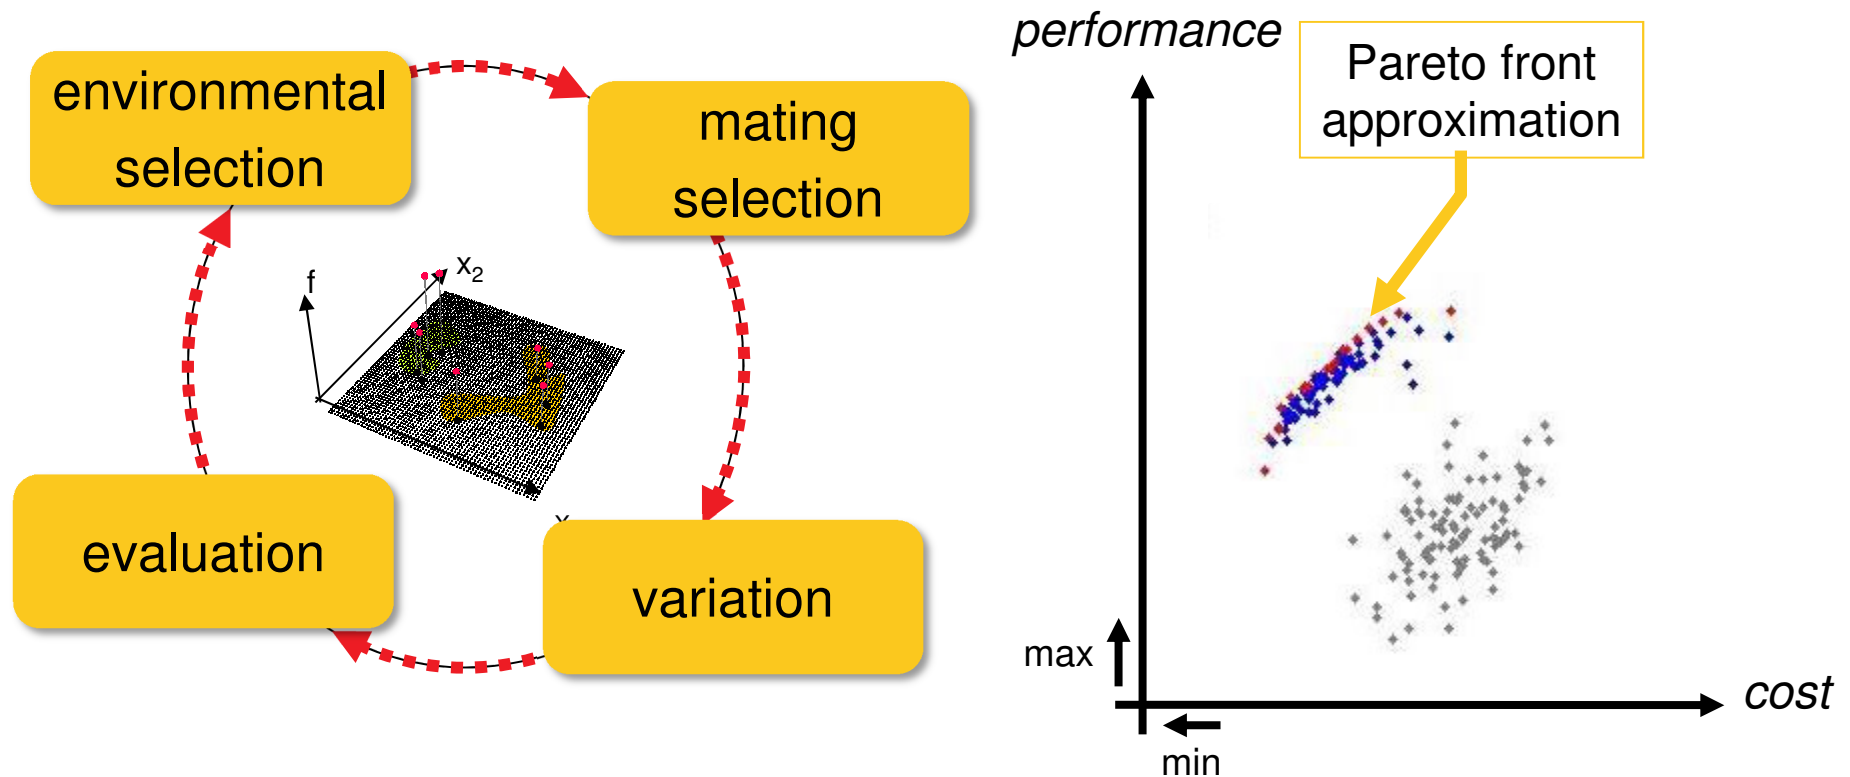 environmental
selection
mating
selection
f
x2
x
evaluation
variation
performance
Pareto front
approximation
max
cost
min